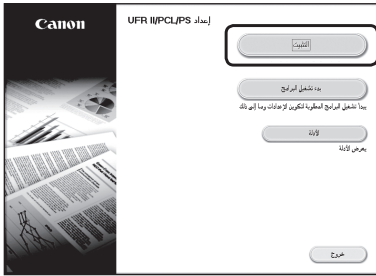 Canon
إعداد UFR II/PCL/PS
التثبيت
بدء تشغيل البرامج
يبدأ تشغيل البرامج المطلوبة لتكوين الإعدادات وما إلى ذلك
الأدلة
يعرض الأدلة
خروج